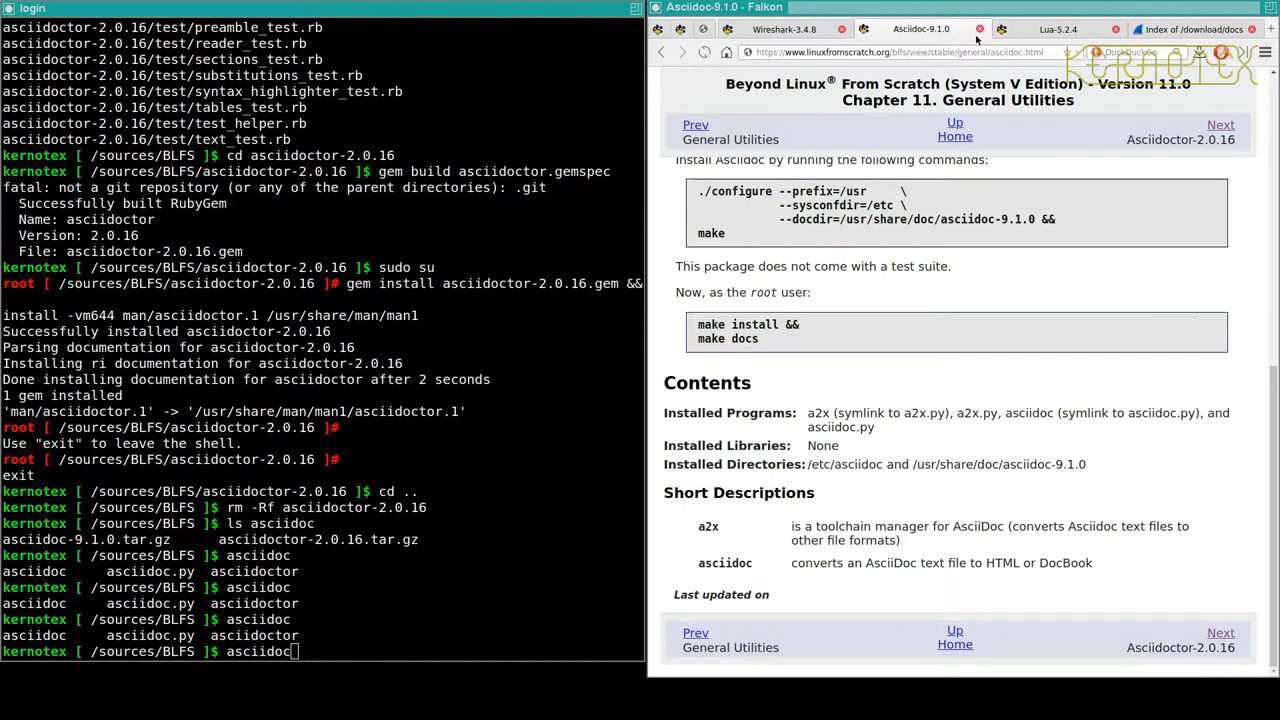 login
asciidoctor-2.0.16/test/preamble_test.rb
asciidoctor-2.0.16/test/reader_test.rb
asciidoctor-2.0.16/test/sections_test.rb
asciidoctor-2.0.16/test/substitutions_test.rb
asciidoctor-2.0.16/test/syntax_highlighter_test.rb
asciidoctor-2.0.16/test/tables_test.rb
asciidoctor-2.0.16/test/test_helper.rb
asciidoctor-2.0.16/test/text_test.rb
kernotex [ /sources/BLFS ]$ cd asciidoctor-2.0.16
kernotex [ /sources/BLFS/asciidoctor-2.0.16 ]$ gem build asciidoctor.gemspec
fatal: not a git repository (or any of the parent directories): .git
  Successfully built RubyGem
  Name: asciidoctor
  Version: 2.0.16
  File: asciidoctor-2.0.16.gem
kernotex [ /sources/BLFS/asciidoctor-2.0.16 ]$ sudo su
root [ /sources/BLFS/asciidoctor-2.0.16 ]# gem install asciidoctor-2.0.16.gem &&
install -vm644 man/asciidoctor.1 /usr/share/man/man1
Successfully installed asciidoctor-2.0.16
Parsing documentation for asciidoctor-2.0.16
Installing ri documentation for asciidoctor-2.0.16
Done installing documentation for asciidoctor after 2 seconds
1 gem installed
'man/asciidoctor.1' -> '/usr/share/man/man1/asciidoctor.1'
root [ /sources/BLFS/asciidoctor-2.0.16 ]#
Use "exit" to leave the shell.
root [ /sources/BLFS/asciidoctor-2.0.16 ]#
exit
kernotex [ /sources/BLFS/asciidoctor-2.0.16 ]$ cd ..
kernotex [ /sources/BLFS ]$ rm -Rf asciidoctor-2.0.16
kernotex [ /sources/BLFS ]$ ls asciidoc
asciidoc-9.1.0.tar.gz      asciidoctor-2.0.16.tar.gz
kernotex [ /sources/BLFS ]$ asciidoc
asciidoc     asciidoc.py  asciidoctor
kernotex [ /sources/BLFS ]$ asciidoc
asciidoc     asciidoc.py  asciidoctor
kernotex [ /sources/BLFS ]$ asciidoc
asciidoc     asciidoc.py  asciidoctor
kernotex [ /sources/BLFS ]$ asciidoc
Asciidoc-9.1.0 - Falkon
Wireshark-3.4.8 Asciidoc-9.1.0 Lua-5.2.4 Index of /download/docs
https://www.linuxfromscratch.org/blfs/view/stable/general/asciidoc.html DuckDuckGo
KERNOTEX
Beyond Linux® From Scratch (System V Edition) - Version 11.0
Chapter 11. General Utilities
Prev Up Next
General Utilities Home Asciidoctor-2.0.16
Install Asciidoc by running the following commands:
./configure --prefix=/usr     \
            --sysconfdir=/etc \
            --docdir=/usr/share/doc/asciidoc-9.1.0 &&
make
This package does not come with a test suite.
Now, as the root user:
make install &&
make docs
Contents
Installed Programs: a2x (symlink to a2x.py), a2x.py, asciidoc (symlink to asciidoc.py), and
asciidoc.py
Installed Libraries: None
Installed Directories: /etc/asciidoc and /usr/share/doc/asciidoc-9.1.0
Short Descriptions
a2x is a toolchain manager for AsciiDoc (converts Asciidoc text files to
other file formats)
asciidoc converts an AsciiDoc text file to HTML or DocBook
Last updated on
Prev Up Next
General Utilities Home Asciidoctor-2.0.16